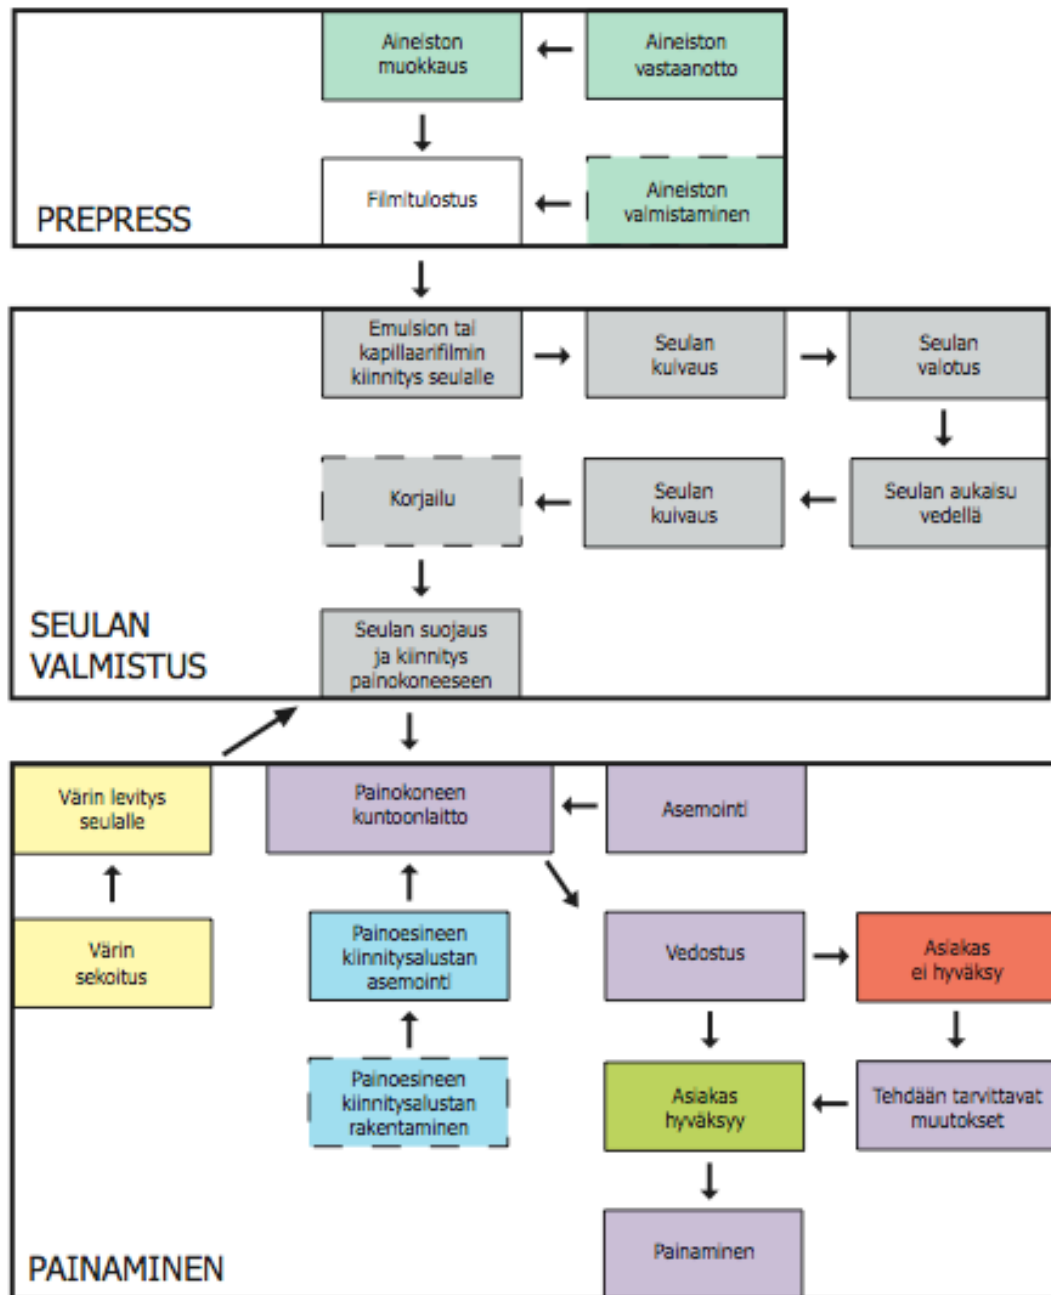 Aineiston
muokkaus
Aineiston
vastaanotto
Filmitulostus
Aineiston
valmistaminen
PREPRESS
Emulsion tai
kapillaarifilmin
kiinnitys seulalle
Seulan
kuivaus
Seulan
valotus
Korjailu
Seulan
kuivaus
Seulan aukaisu
vedellä
SEULAN
VALMISTUS
Seulan suojaus
ja kiinnitys
painokoneeseen
Värin levitys
seulalle
Painokoneen
kuntoonlaitto
Asemointi
Värin
sekoitus
Painoesineen
kiinnitysalustan
asemointi
Vedostus
Asiakas
ei hyväksy
Painoesineen
kiinnitysalustan
rakentaminen
Asiakas
hyväksyy
Tehdään tarvittavat
muutokset
Painaminen
PAINAMINEN